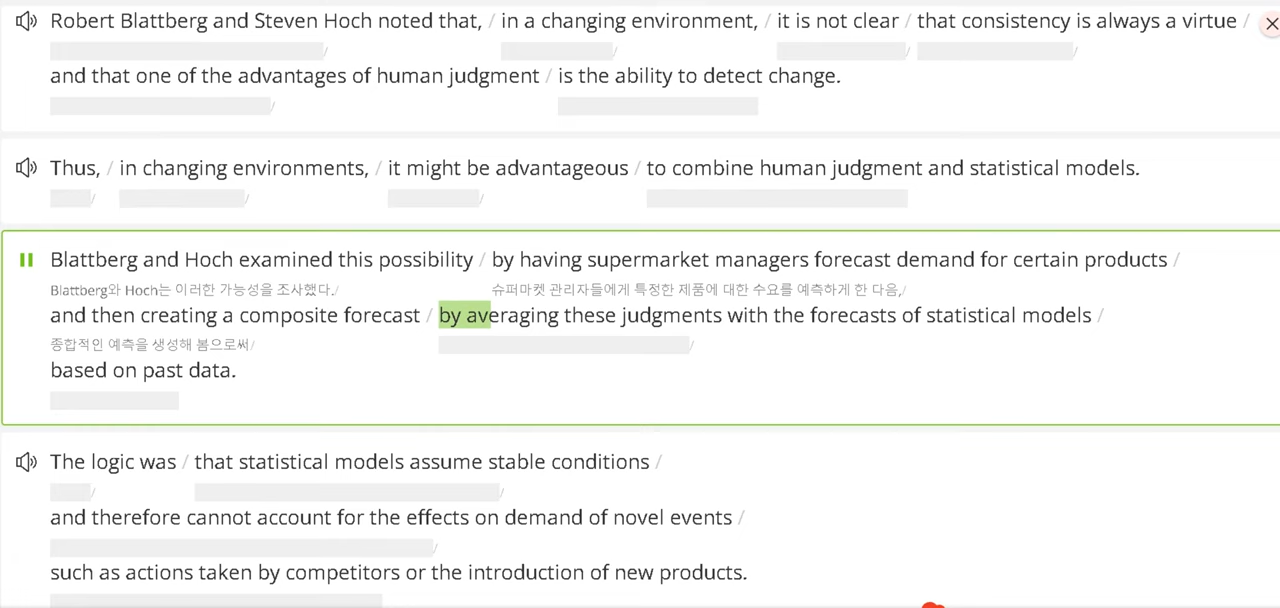 Robert Blattberg and Steven Hoch noted that, / in a changing environment, / it is not clear / that consistency is always a virtue /
/ / / /
and that one of the advantages of human judgment / is the ability to detect change.
/
Thus, / in changing environments, / it might be advantageous / to combine human judgment and statistical models.
/ / /
Blattberg and Hoch examined this possibility / by having supermarket managers forecast demand for certain products /
Blattberg와 Hoch는 이러한 가능성을 조사했다./ 슈퍼마켓 관리자들에게 특정한 제품에 대한 수요를 예측하게 한 다음,/
and then creating a composite forecast / by averaging these judgments with the forecasts of statistical models /
종합적인 예측을 생성해 봄으로써/ /
based on past data.
The logic was / that statistical models assume stable conditions /
/ /
and therefore cannot account for the effects on demand of novel events /
/
such as actions taken by competitors or the introduction of new products.